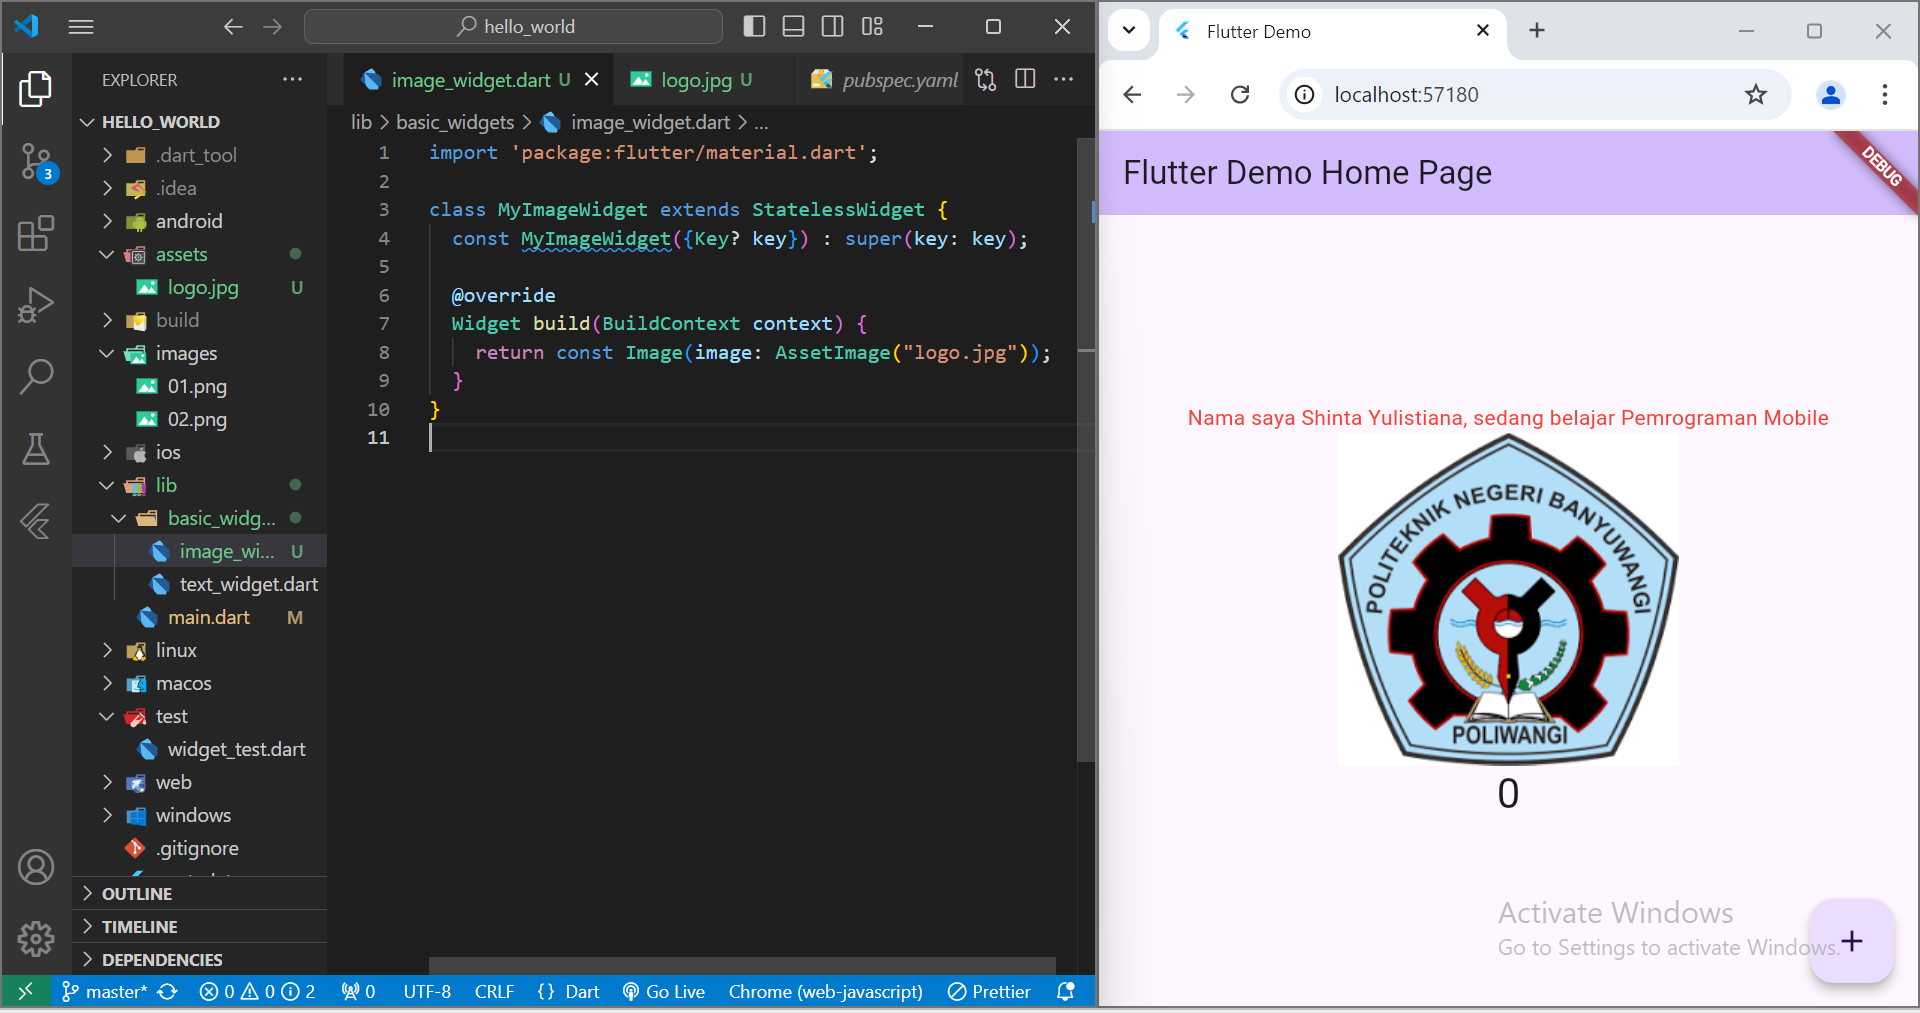 hello_world
EXPLORER
HELLO_WORLD
.dart_tool
.idea
android
assets
logo.jpg U
build
images
01.png
02.png
ios
lib
basic_widg...
image_wi... U
text_widget.dart
main.dart M
linux
macos
test
widget_test.dart
web
windows
.gitignore
OUTLINE
TIMELINE
DEPENDENCIES
3
image_widget.dart U
logo.jpg U
pubspec.yaml
lib > basic_widgets > image_widget.dart > ...
1 import 'package:flutter/material.dart';
2
3 class MyImageWidget extends StatelessWidget {
4 const MyImageWidget({Key? key}) : super(key: key);
5
6 @override
7 Widget build(BuildContext context) {
8 return const Image(image: AssetImage("logo.jpg"));
9 }
10 }
11
master* 0 0 2 0 UTF-8 CRLF {} Dart Go Live Chrome (web-javascript) Prettier
Flutter Demo
localhost:57180
Flutter Demo Home Page
DEBUG
Nama saya Shinta Yulistiana, sedang belajar Pemrograman Mobile
POLITEKNIK NEGERI BANYUWANGI
POLIWANGI
0
Activate Windows
Go to Settings to activate Windows.